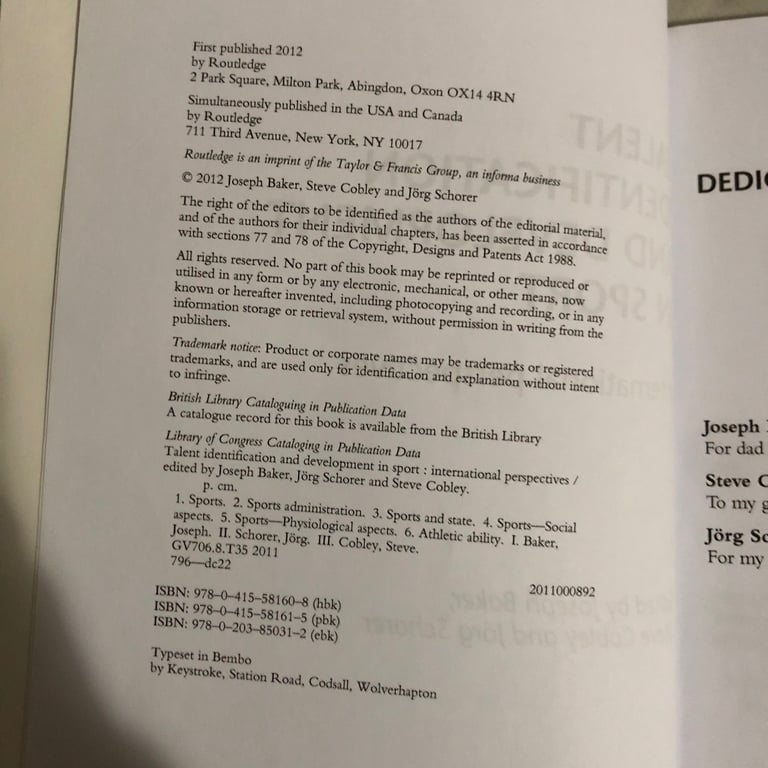 First published 2012
by Routledge
2 Park Square, Milton Park, Abingdon, Oxon OX14 4RN
Simultaneously published in the USA and Canada
by Routledge
711 Third Avenue, New York, NY 10017
Routledge is an imprint of the Taylor & Francis Group, an informa business
© 2012 Joseph Baker, Steve Cobley and Jörg Schorer
The right of the editors to be identified as the authors of the editorial material,
and of the authors for their individual chapters, has been asserted in accordance
with sections 77 and 78 of the Copyright, Designs and Patents Act 1988.
All rights reserved. No part of this book may be reprinted or reproduced or
utilised in any form or by any electronic, mechanical, or other means, now
known or hereafter invented, including photocopying and recording, or in any
information storage or retrieval system, without permission in writing from the
publishers.
Trademark notice: Product or corporate names may be trademarks or registered
trademarks, and are used only for identification and explanation without intent
to infringe.
British Library Cataloguing in Publication Data
A catalogue record for this book is available from the British Library
Library of Congress Cataloging in Publication Data
Talent identification and development in sport : international perspectives /
edited by Joseph Baker, Jörg Schorer and Steve Cobley.
p. cm.
1. Sports. 2. Sports administration. 3. Sports and state. 4. Sports—Social
aspects. 5. Sports—Physiological aspects. 6. Athletic ability. I. Baker,
Joseph. II. Schorer, Jörg. III. Cobley, Steve.
GV706.8.T35 2011
796—dc22
2011000892
ISBN: 978–0–415–58160–8 (hbk)
ISBN: 978–0–415–58161–5 (pbk)
ISBN: 978–0–203–85031–2 (ebk)
Typeset in Bembo
by Keystroke, Station Road, Codsall, Wolverhapton
DEDI
Joseph
For dad
Steve C
To my g
Jörg Sc
For my